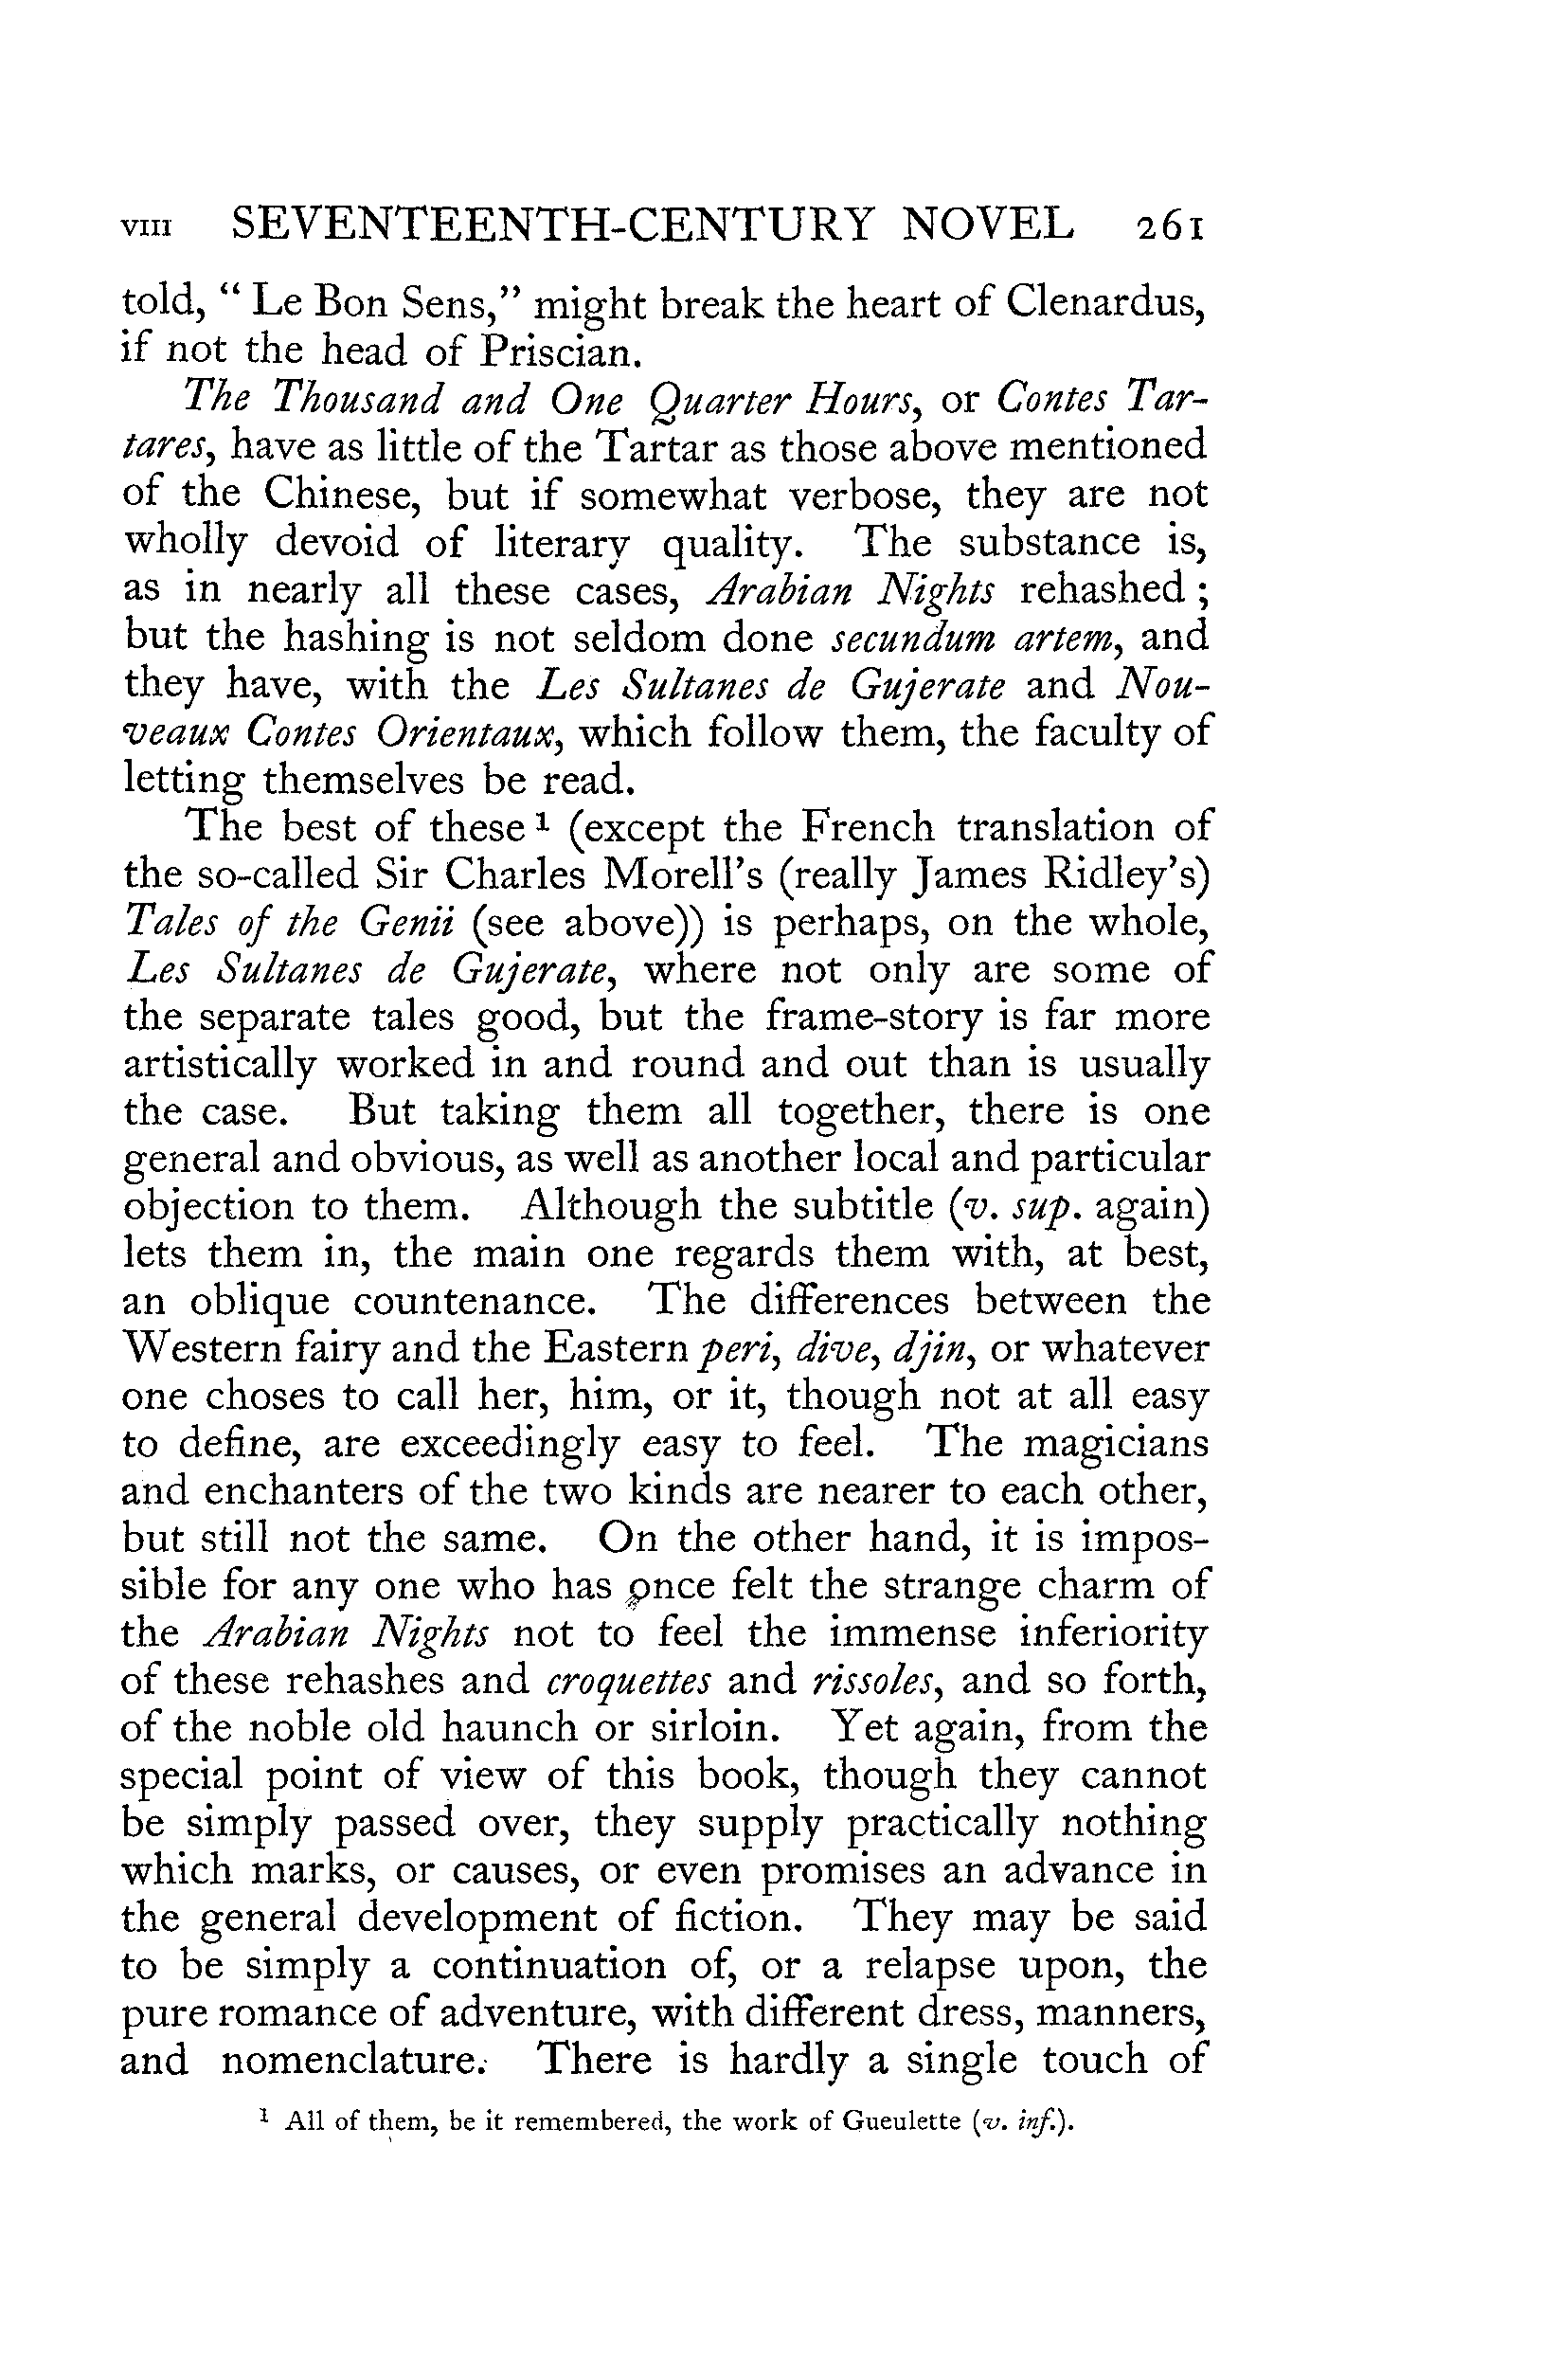 VIII SEVENTEENTH-CENTURY NOVEL 261
told, “ Le Bon Sens,” might break the heart of Clenardus,
if not the head of Priscian.
The Thousand and One Quarter Hours, or Contes Tar-
tares, have as little of the Tartar as those above mentioned
of the Chinese, but if somewhat verbose, they are not
wholly devoid of literary quality. The substance is,
as in nearly all these cases, Arabian Nights rehashed ;
but the hashing is not seldom done secundum artem, and
they have, with the Les Sultanes de Gujerate and Nou-
veaux Contes Orientaux, which follow them, the faculty of
letting themselves be read.
The best of these ¹ (except the French translation of
the so-called Sir Charles Morell’s (really James Ridley’s)
Tales of the Genii (see above)) is perhaps, on the whole,
Les Sultanes de Gujerate, where not only are some of
the separate tales good, but the frame-story is far more
artistically worked in and round and out than is usually
the case. But taking them all together, there is one
general and obvious, as well as another local and particular
objection to them. Although the subtitle (v. sup. again)
lets them in, the main one regards them with, at best,
an oblique countenance. The differences between the
Western fairy and the Eastern peri, dive, djin, or whatever
one choses to call her, him, or it, though not at all easy
to define, are exceedingly easy to feel. The magicians
and enchanters of the two kinds are nearer to each other,
but still not the same. On the other hand, it is impos-
sible for any one who has once felt the strange charm of
the Arabian Nights not to feel the immense inferiority
of these rehashes and croquettes and rissoles, and so forth,
of the noble old haunch or sirloin. Yet again, from the
special point of view of this book, though they cannot
be simply passed over, they supply practically nothing
which marks, or causes, or even promises an advance in
the general development of fiction. They may be said
to be simply a continuation of, or a relapse upon, the
pure romance of adventure, with different dress, manners,
and nomenclature. There is hardly a single touch of
¹ All of them, be it remembered, the work of Gueulette (v. inf.).